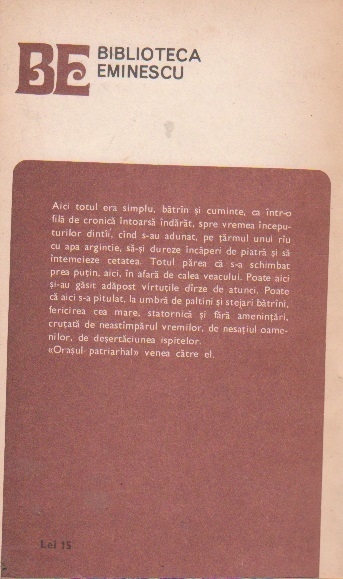 BE BIBLIOTECA
EMINESCU
Aici totul era simplu, bătrîn și cuminte, ca într-o
filă de cronică întoarsă îndărăt, spre vremea începu-
turilor dintîi, cînd s-au adunat, pe țărmul unui rîu
cu apa argintie, să-și dureze încăperi de piatră și să
întemeieze cetatea. Totul părea că s-a schimbat
prea puțin, aici, în afară de calea veacului. Poate aici
și-au găsit adăpost virtuțile dîrze de atunci. Poate
că aici s-a pitulat, la umbră de paltini și stejari bătrîni,
fericirea cea mare, statornică și fără amenințări,
cruțată de neastîmpărul vremilor, de nesațiul oame-
nilor, de deșertăciunea ispitelor.
«Orașul patriarhal» venea către el.
Lei 15